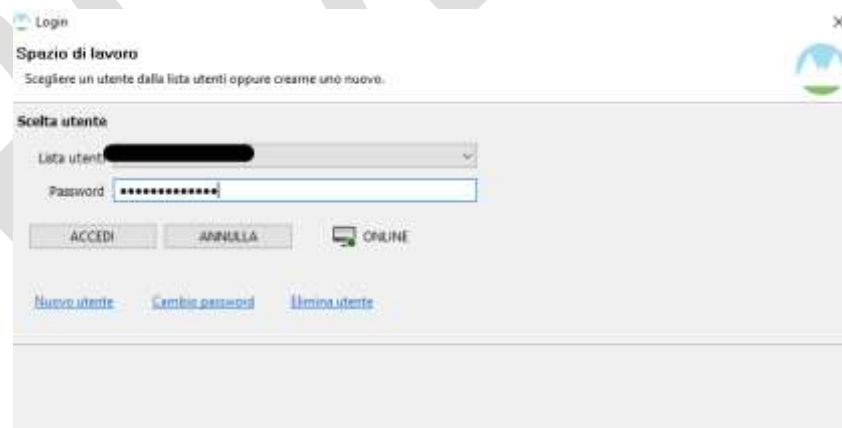 Login
Spazio di lavoro
Scegliere un utente dalla lista utenti oppure crearne uno nuovo.
Scelta utente
Lista utenti
Password •••••••••••••
ACCEDI ANNULLA ONLINE
Nuovo utente Cambio password Elimina utente